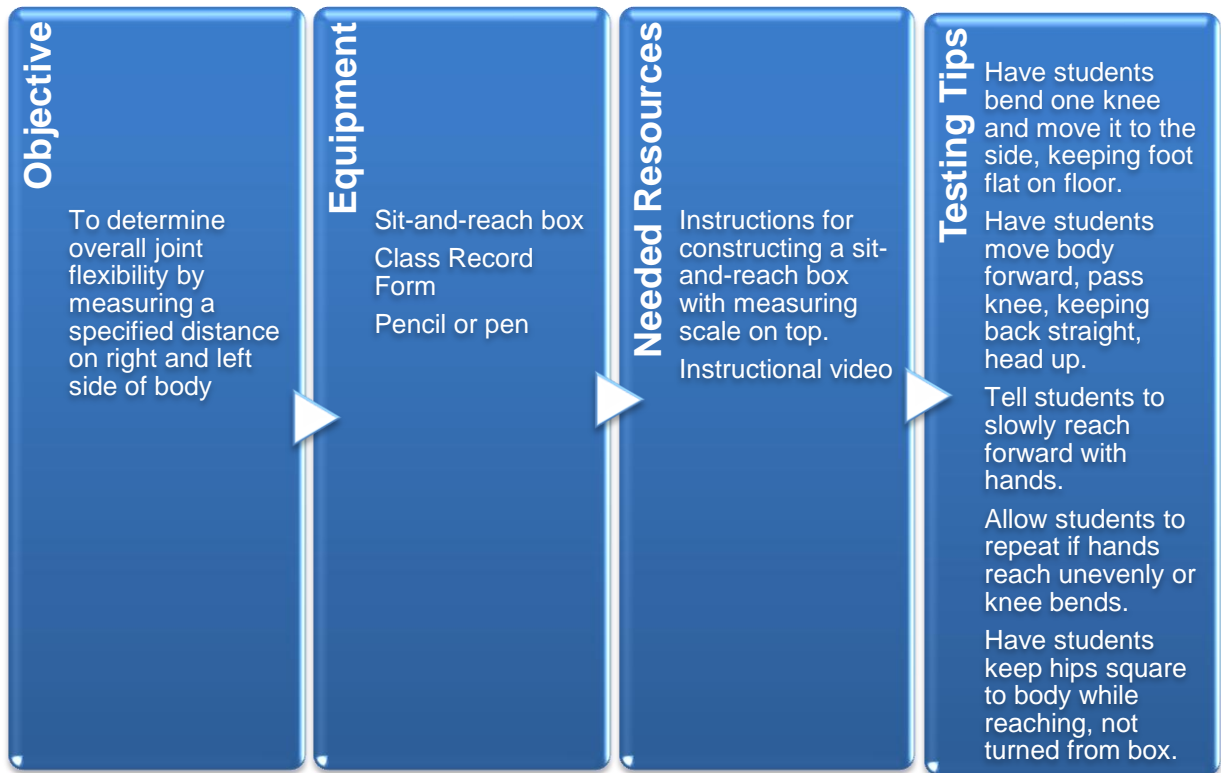 Objective
To determine
overall joint
flexibility by
measuring a
specified distance
on right and left
side of body
Equipment
Sit-and-reach box
Class Record
Form
Pencil or pen
Needed Resources
Instructions for
constructing a sit-
and-reach box
with measuring
scale on top.
Instructional video
Testing Tips
Have students
bend one knee
and move it to the
side, keeping foot
flat on floor.
Have students
move body
forward, pass
knee, keeping
back straight,
head up.
Tell students to
slowly reach
forward with
hands.
Allow students to
repeat if hands
reach unevenly or
knee bends.
Have students
keep hips square
to body while
reaching, not
turned from box.